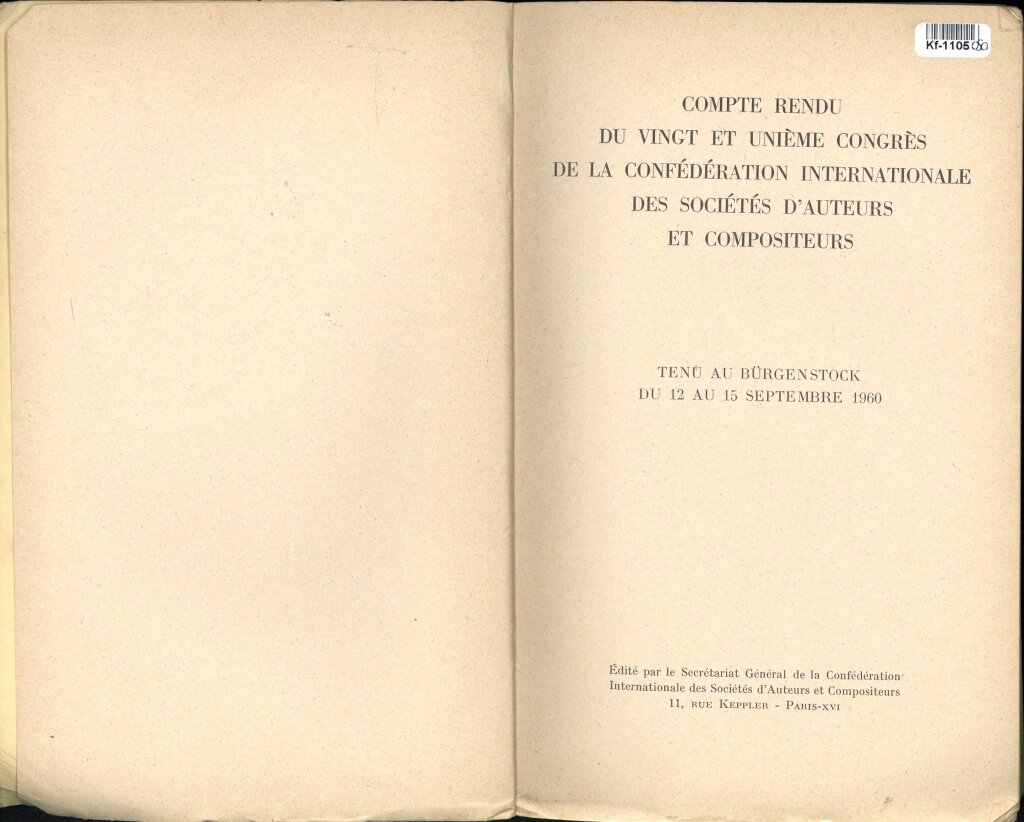 Kf-1105
COMPTE RENDU
DU VINGT ET UNIÈME CONGRÈS
DE LA CONFÉDÉRATION INTERNATIONALE
DES SOCIÉTÉS D'AUTEURS
ET COMPOSITEURS
TENU AU BÜRGENSTOCK
DU 12 AU 15 SEPTEMBRE 1960
Édité par le Secrétariat Général de la Confédération
Internationale des Sociétés d'Auteurs et Compositeurs
11, RUE KEPPLER - PARIS-XVI